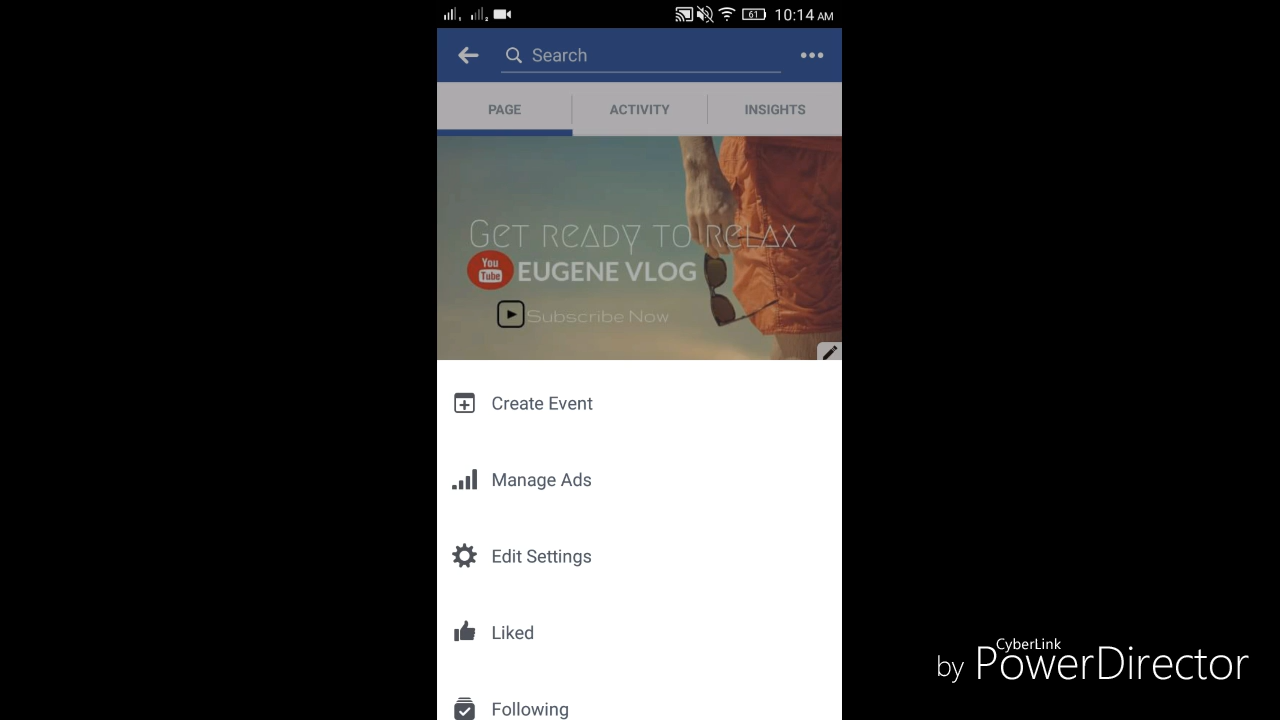 61 10:14 AM
Search
PAGE ACTIVITY INSIGHTS
GET READY TO RELAX
You
Tube
EUGENE VLOG
Subscribe Now
Create Event
Manage Ads
Edit Settings
Liked
Following
CyberLink
by PowerDirector